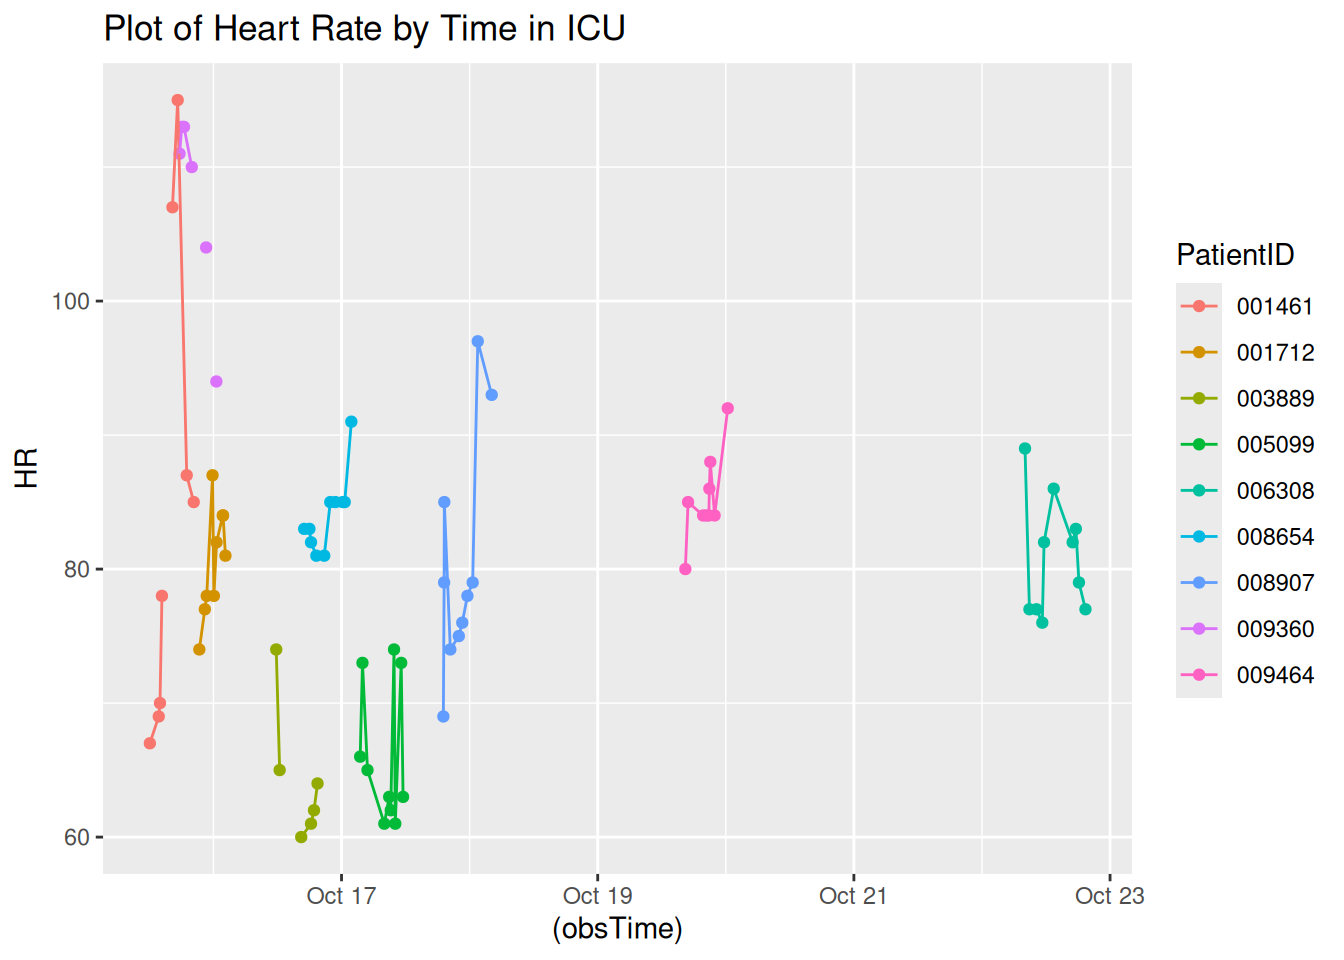 Plot of Heart Rate by Time in ICU
HR
100
80
60
Oct 17
Oct 19
Oct 21
Oct 23
(obsTime)
PatientID
001461
001712
003889
005099
006308
008654
008907
009360
009464